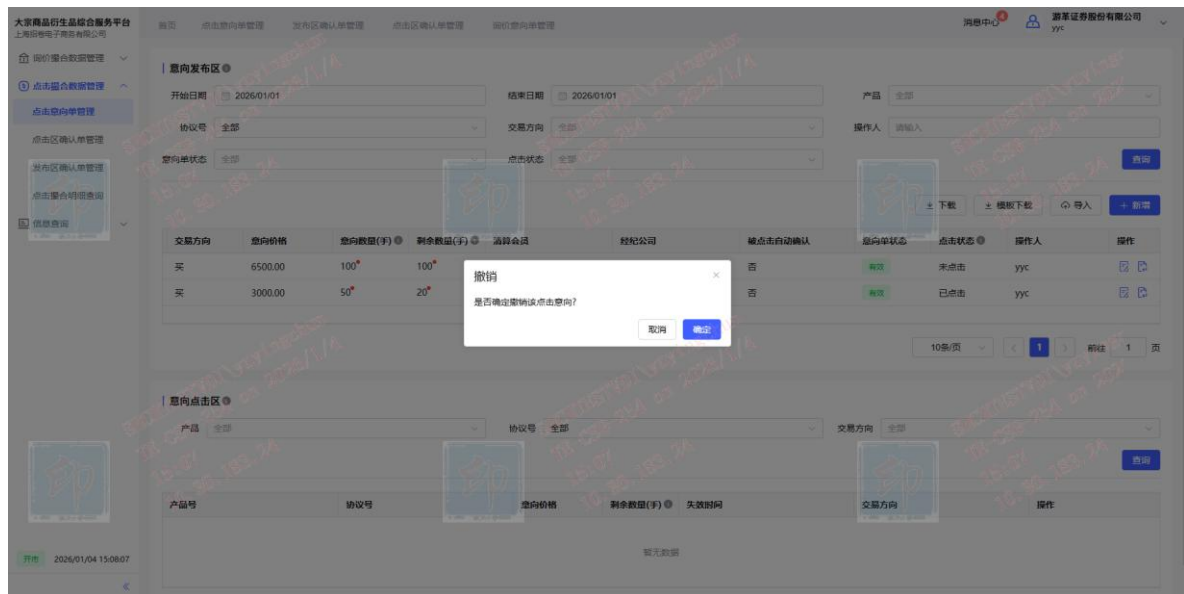 大宗商品衍生品综合服务平台
上海报春电子商务有限公司
首页 点击意向单管理 发布区确认单管理 点击区确认单管理 询价意向单管理
消息中心 4
游革证券股份有限公司
yyc
询价撮合数据管理
点击撮合数据管理
点击意向单管理
点击区确认单管理
发布区确认单管理
点击撮合明细查询
信息查询
意向发布区
开始日期 2026/01/01 结束日期 2026/01/01 产品 全部
协议号 全部 交易方向 全部 操作人 请输入
意向单状态 全部 点击状态 全部 查询
下载 模板下载 导入 + 新增
交易方向 意向价格 意向数量(手) 剩余数量(手) 清算会员 经纪公司 被点击自动确认 意向单状态 点击状态 操作人 操作
买 6500.00 100 100 否 有效 未点击 yyc
买 3000.00 50 20 否 有效 已点击 yyc
撤销
是否确定撤销该点击意向?
取消 确定
10条/页 1 前往 1 页
意向点击区
产品 全部 协议号 全部 交易方向 全部
查询
产品号 协议号 意向价格 剩余数量(手) 失效时间 交易方向 操作
暂无数据
开市 2026/01/04 15:08:07